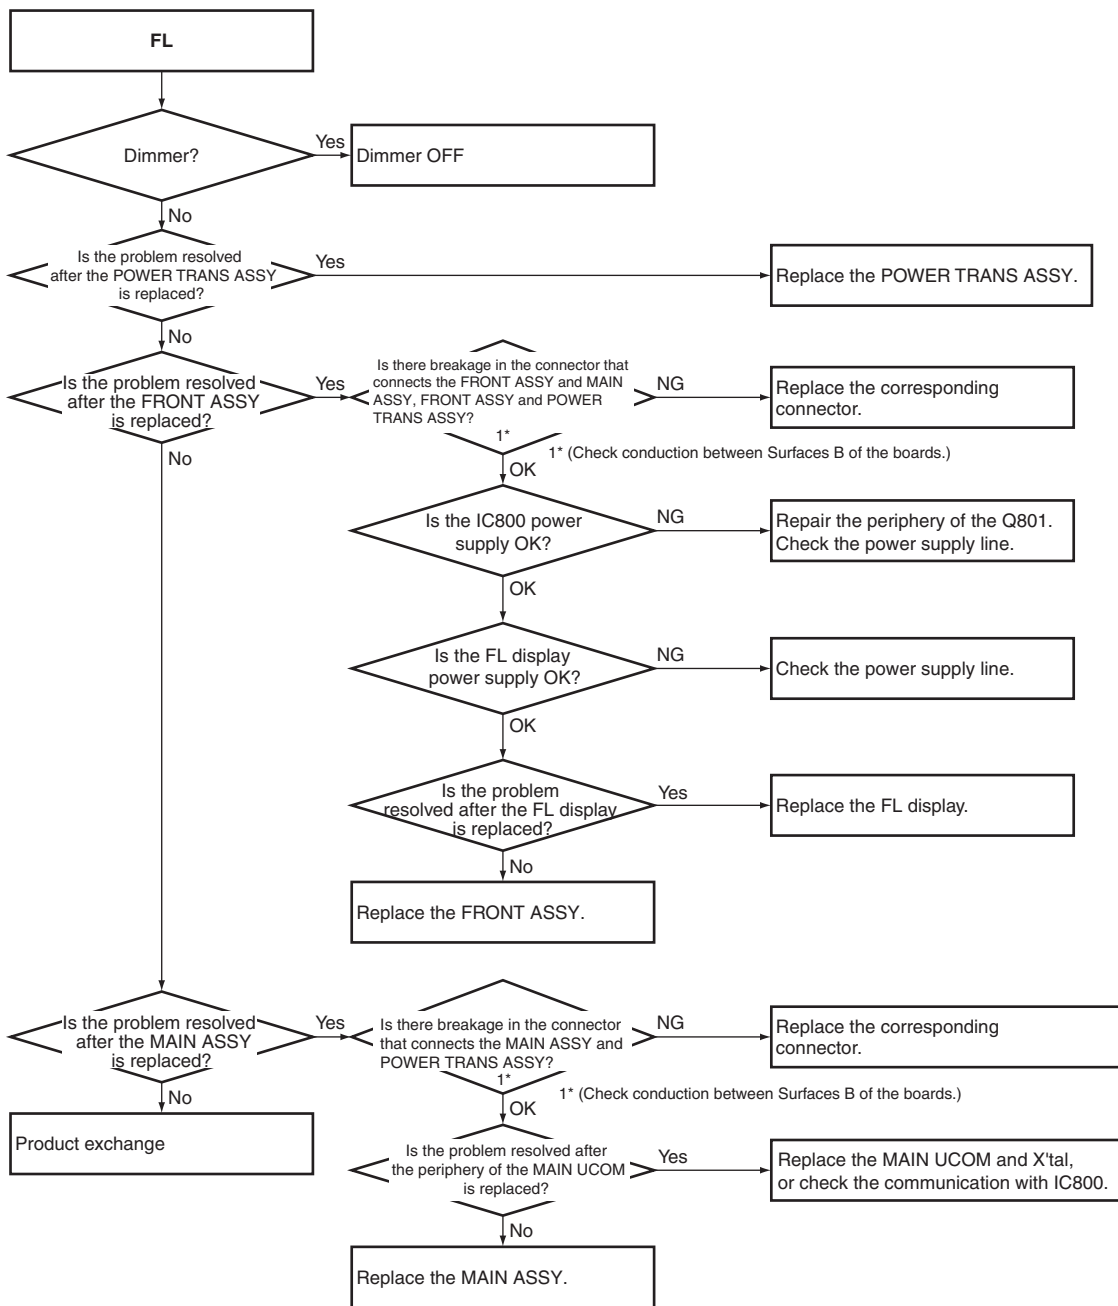 FL
Dimmer?
Yes
Dimmer OFF
No
Is the problem resolved
after the POWER TRANS ASSY
is replaced?
Yes
Replace the POWER TRANS ASSY.
No
Is the problem resolved
after the FRONT ASSY
is replaced?
Yes
Is there breakage in the connector that
connects the FRONT ASSY and MAIN
ASSY, FRONT ASSY and POWER
TRANS ASSY?
1*
NG
Replace the corresponding
connector.
1* (Check conduction between Surfaces B of the boards.)
No
OK
Is the IC800 power
supply OK?
NG
Repair the periphery of the Q801.
Check the power supply line.
OK
Is the FL display
power supply OK?
NG
Check the power supply line.
OK
Is the problem
resolved after the FL display
is replaced?
Yes
Replace the FL display.
No
Replace the FRONT ASSY.
Is the problem resolved
after the MAIN ASSY
is replaced?
Yes
Is there breakage in the connector
that connects the MAIN ASSY and
POWER TRANS ASSY?
1*
NG
Replace the corresponding
connector.
1* (Check conduction between Surfaces B of the boards.)
No
Product exchange
OK
Is the problem resolved after
the periphery of the MAIN UCOM
is replaced?
Yes
Replace the MAIN UCOM and X'tal,
or check the communication with IC800.
No
Replace the MAIN ASSY.